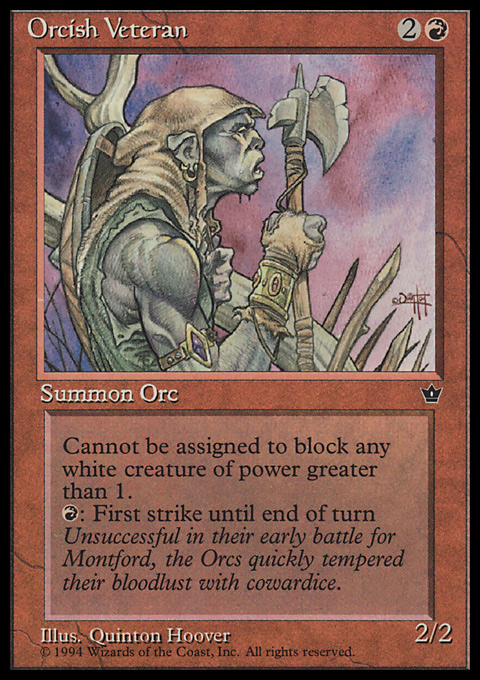 Orcish Veteran 2
Summon Orc
Cannot be assigned to block any
white creature of power greater
than 1.
: First strike until end of turn
Unsuccessful in their early battle for
Montford, the Orcs quickly tempered
their bloodlust with cowardice.
Illus. Quinton Hoover
2/2
© 1994 Wizards of the Coast, Inc. All rights reserved.